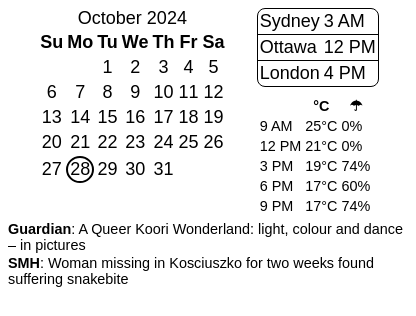 October 2024
Su Mo Tu We Th Fr Sa
1 2 3 4 5
6 7 8 9 10 11 12
13 14 15 16 17 18 19
20 21 22 23 24 25 26
27 28 29 30 31
Sydney 3 AM
Ottawa 12 PM
London 4 PM
°C ☂
9 AM 25°C 0%
12 PM 21°C 0%
3 PM 19°C 74%
6 PM 17°C 60%
9 PM 17°C 74%
Guardian: A Queer Koori Wonderland: light, colour and dance
– in pictures
SMH: Woman missing in Kosciuszko for two weeks found
suffering snakebite